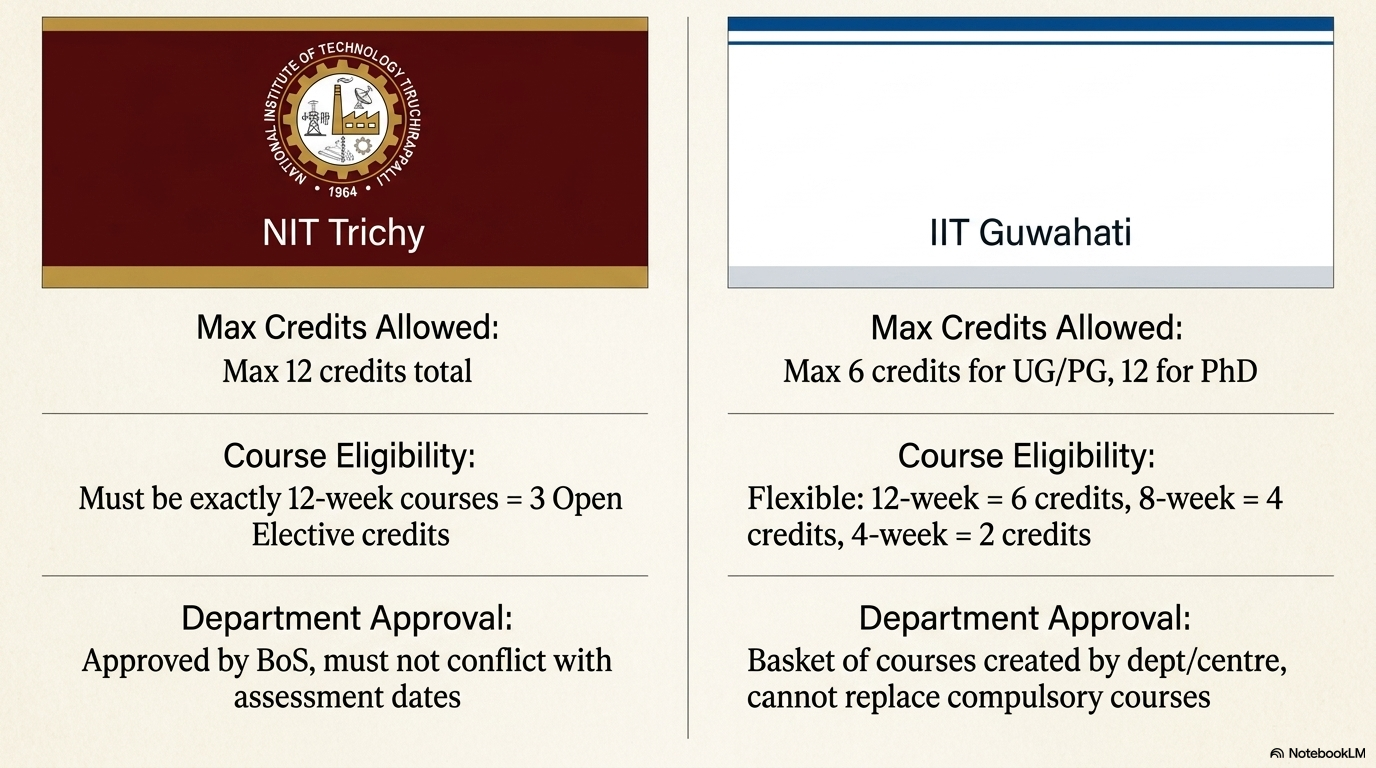 NATIONAL INSTITUTE OF TECHNOLOGY TIRUCHIRAPPALLI
• 1964 •
NIT Trichy
Max Credits Allowed:
Max 12 credits total
Course Eligibility:
Must be exactly 12-week courses = 3 Open
Elective credits
Department Approval:
Approved by BoS, must not conflict with
assessment dates
IIT Guwahati
Max Credits Allowed:
Max 6 credits for UG/PG, 12 for PhD
Course Eligibility:
Flexible: 12-week = 6 credits, 8-week = 4
credits, 4-week = 2 credits
Department Approval:
Basket of courses created by dept/centre,
cannot replace compulsory courses
NotebookLM